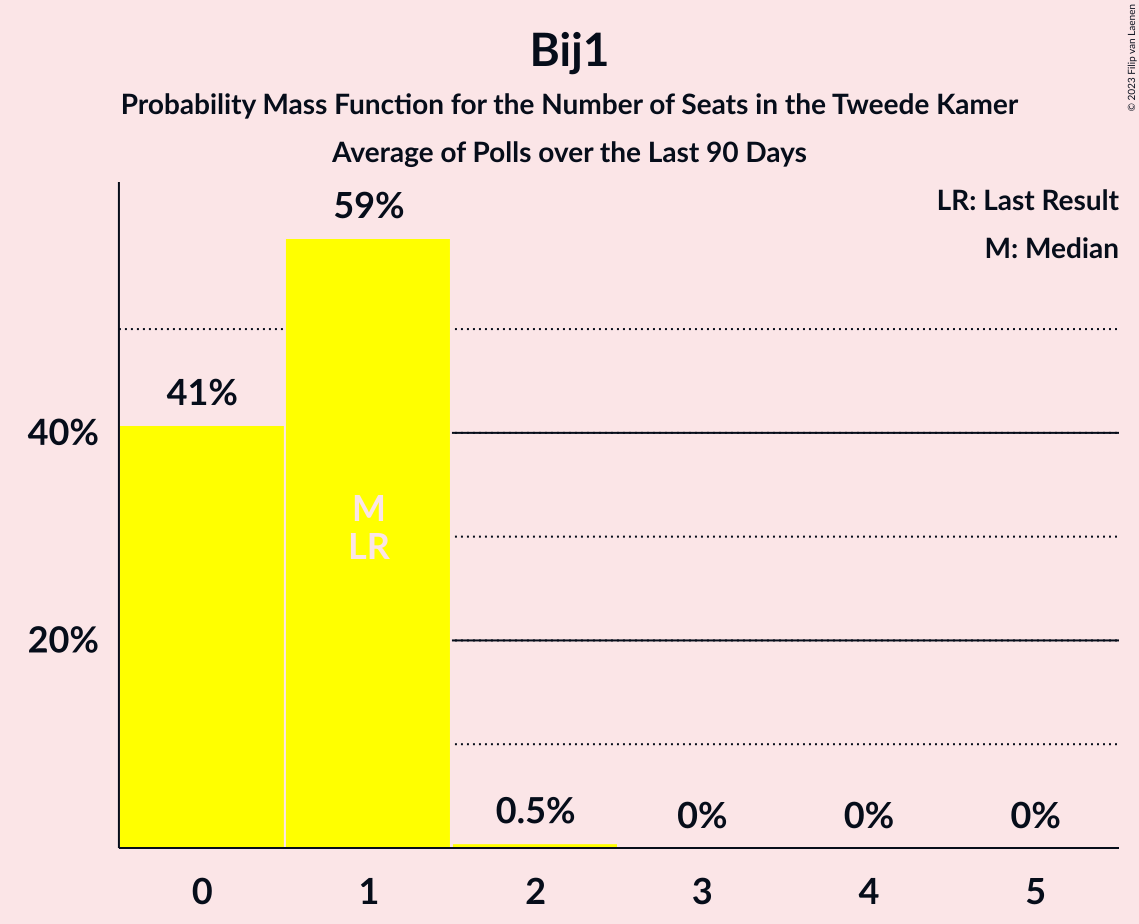 Bij1
Probability Mass Function for the Number of Seats in the Tweede Kamer
Average of Polls over the Last 90 Days
© 2023 Filip van Laenen
LR: Last Result
M: Median
59%
41%
40%
M
LR
20%
0.5%
0%
0%
0%
0
1
2
3
4
5